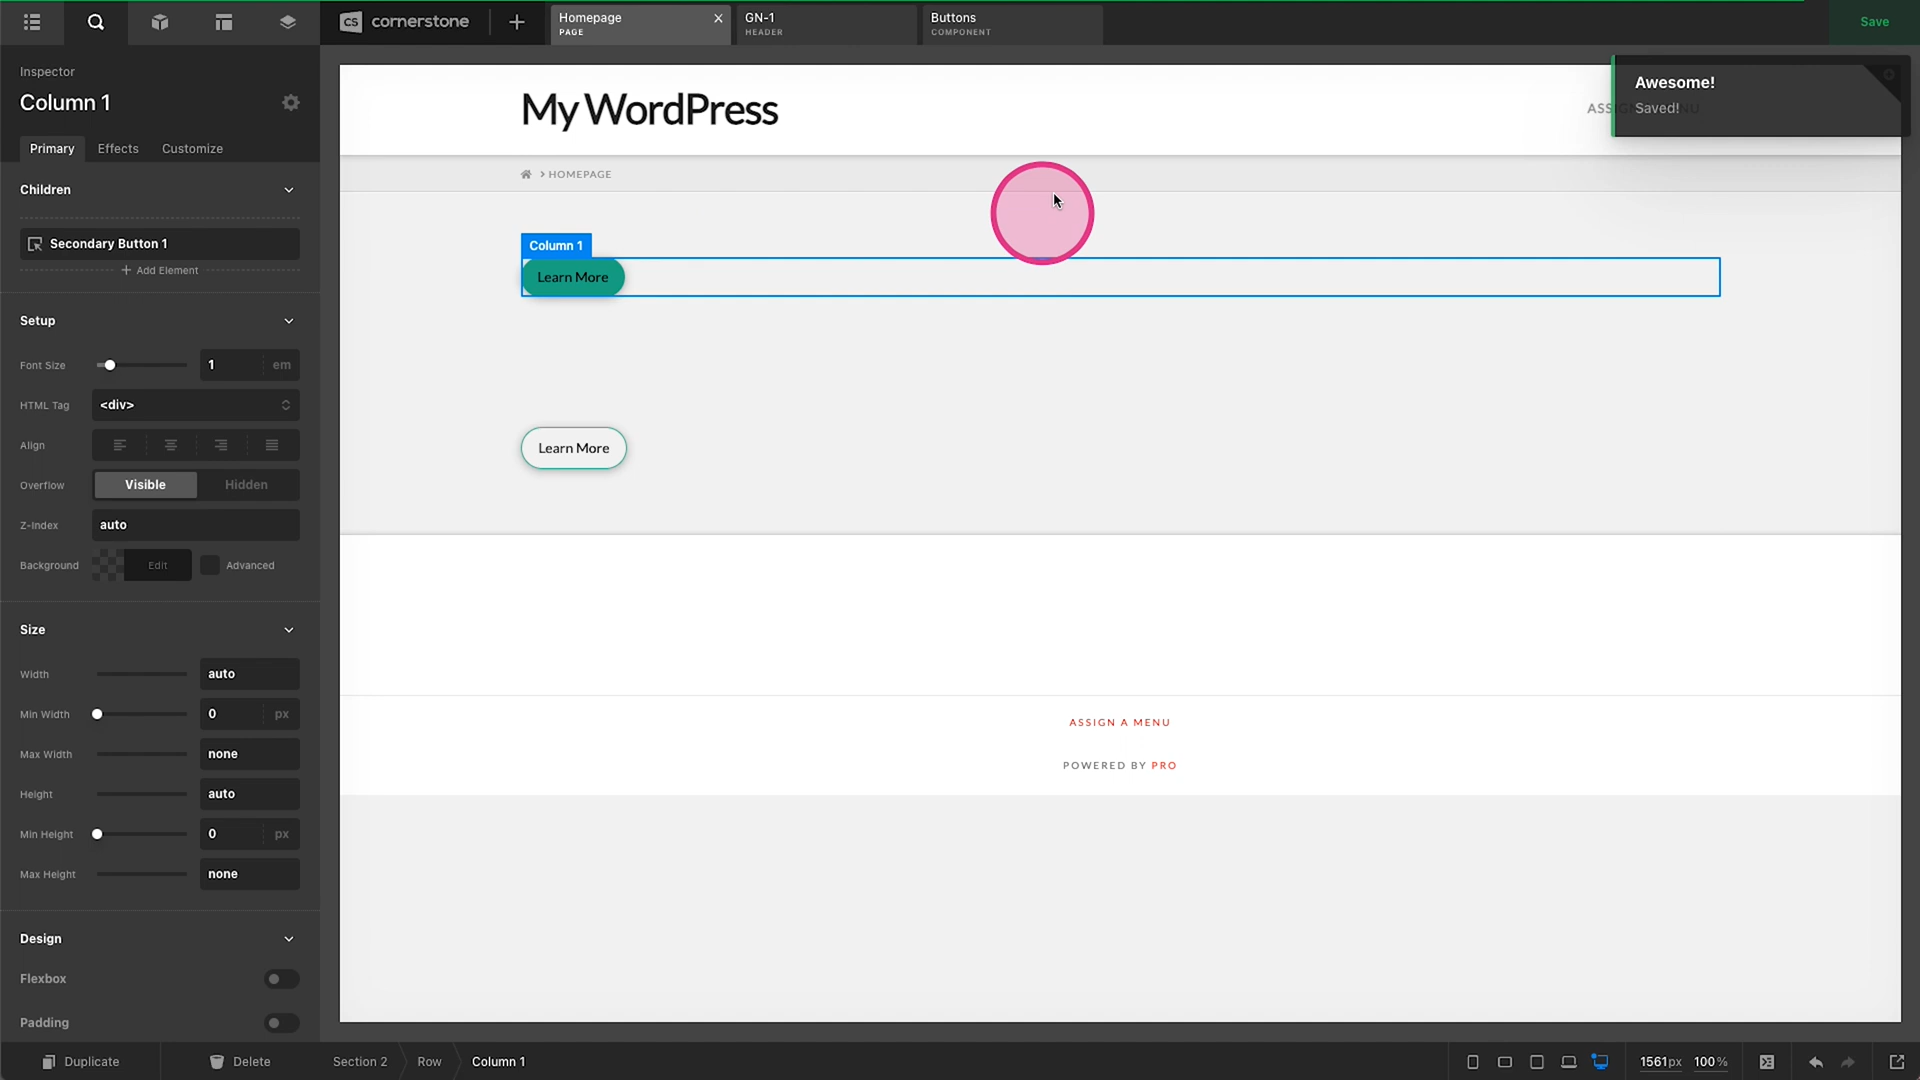 CS cornerstone
Homepage
PAGE
GN-1
HEADER
Buttons
COMPONENT
Save
Inspector
Column 1
Primary
Effects
Customize
Children
Secondary Button 1
Add Element
Setup
Font Size
1
em
HTML Tag
<div>
Align
Overflow
Visible
Hidden
Z-Index
auto
Background
Edit
Advanced
Size
Width
auto
Min Width
0
px
Max Width
none
Height
auto
Min Height
0
px
Max Height
none
Design
Flexbox
Padding
My WordPress
Awesome!
Saved!
HOMEPAGE
Column 1
Learn More
Learn More
ASSIGN A MENU
POWERED BY PRO
Duplicate
Delete
Section 2
Row
Column 1
1561px
100%